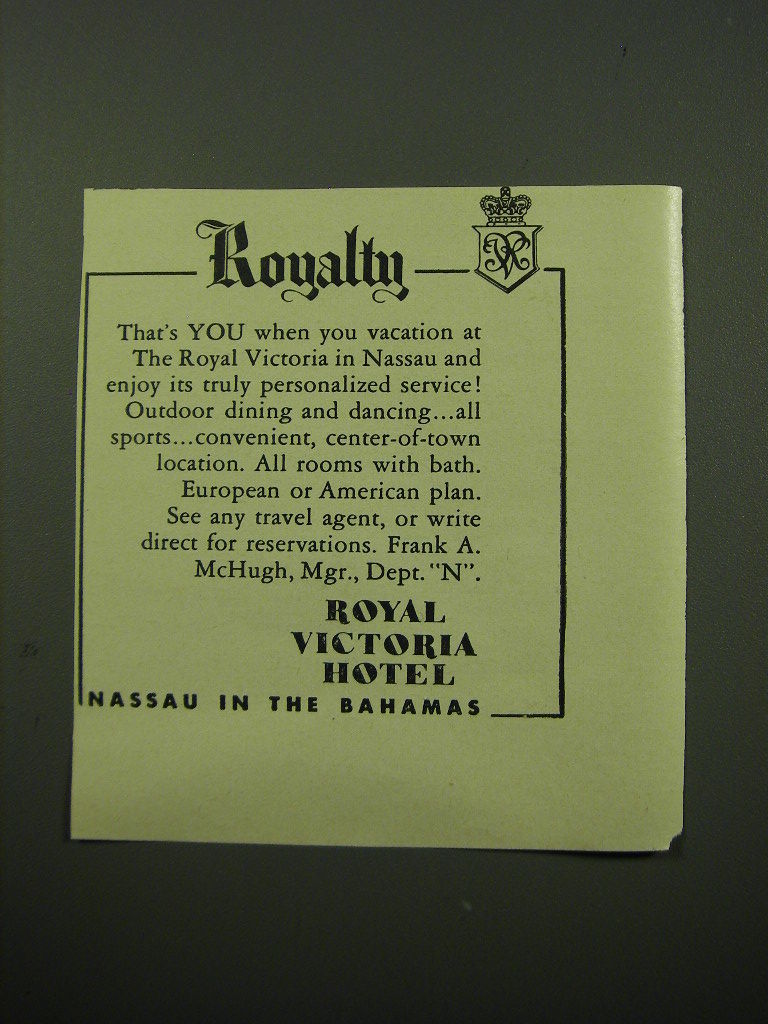 Royalty
VR
That's YOU when you vacation at
The Royal Victoria in Nassau and
enjoy its truly personalized service!
Outdoor dining and dancing...all
sports...convenient, center-of-town
location. All rooms with bath.
European or American plan.
See any travel agent, or write
direct for reservations. Frank A.
McHugh, Mgr., Dept. "N".
ROYAL
VICTORIA
HOTEL
NASSAU IN THE BAHAMAS